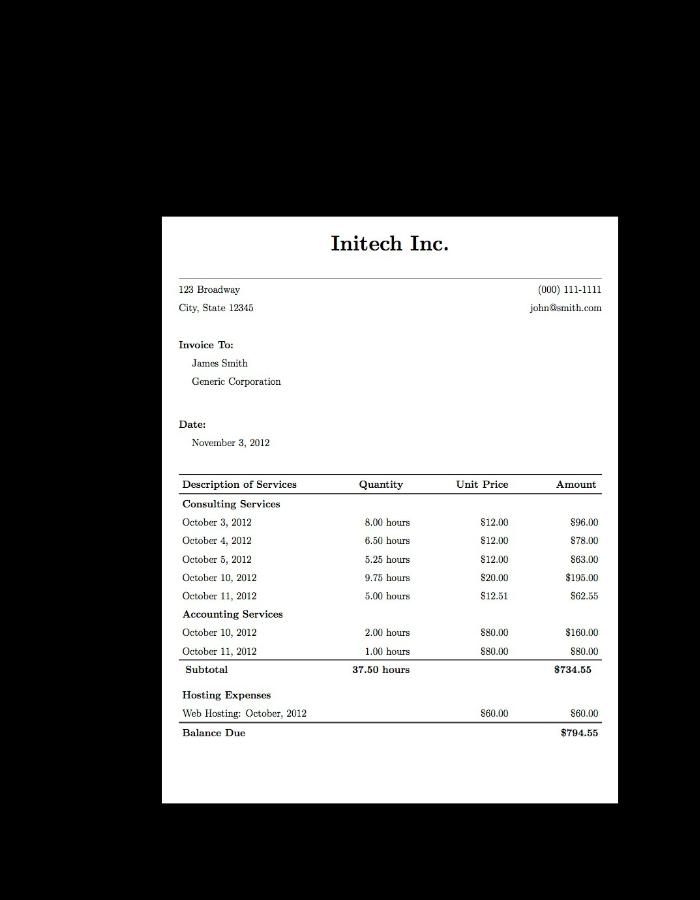 Initech Inc.
123 Broadway (000) 111-1111
City, State 12345 john@smith.com
Invoice To:
James Smith
Generic Corporation
Date:
November 3, 2012
Description of Services Quantity Unit Price Amount
Consulting Services
October 3, 2012 8.00 hours $12.00 $96.00
October 4, 2012 6.50 hours $12.00 $78.00
October 5, 2012 5.25 hours $12.00 $63.00
October 10, 2012 9.75 hours $20.00 $195.00
October 11, 2012 5.00 hours $12.51 $62.55
Accounting Services
October 10, 2012 2.00 hours $80.00 $160.00
October 11, 2012 1.00 hours $80.00 $80.00
Subtotal 37.50 hours $734.55
Hosting Expenses
Web Hosting: October, 2012 $60.00 $60.00
Balance Due $794.55